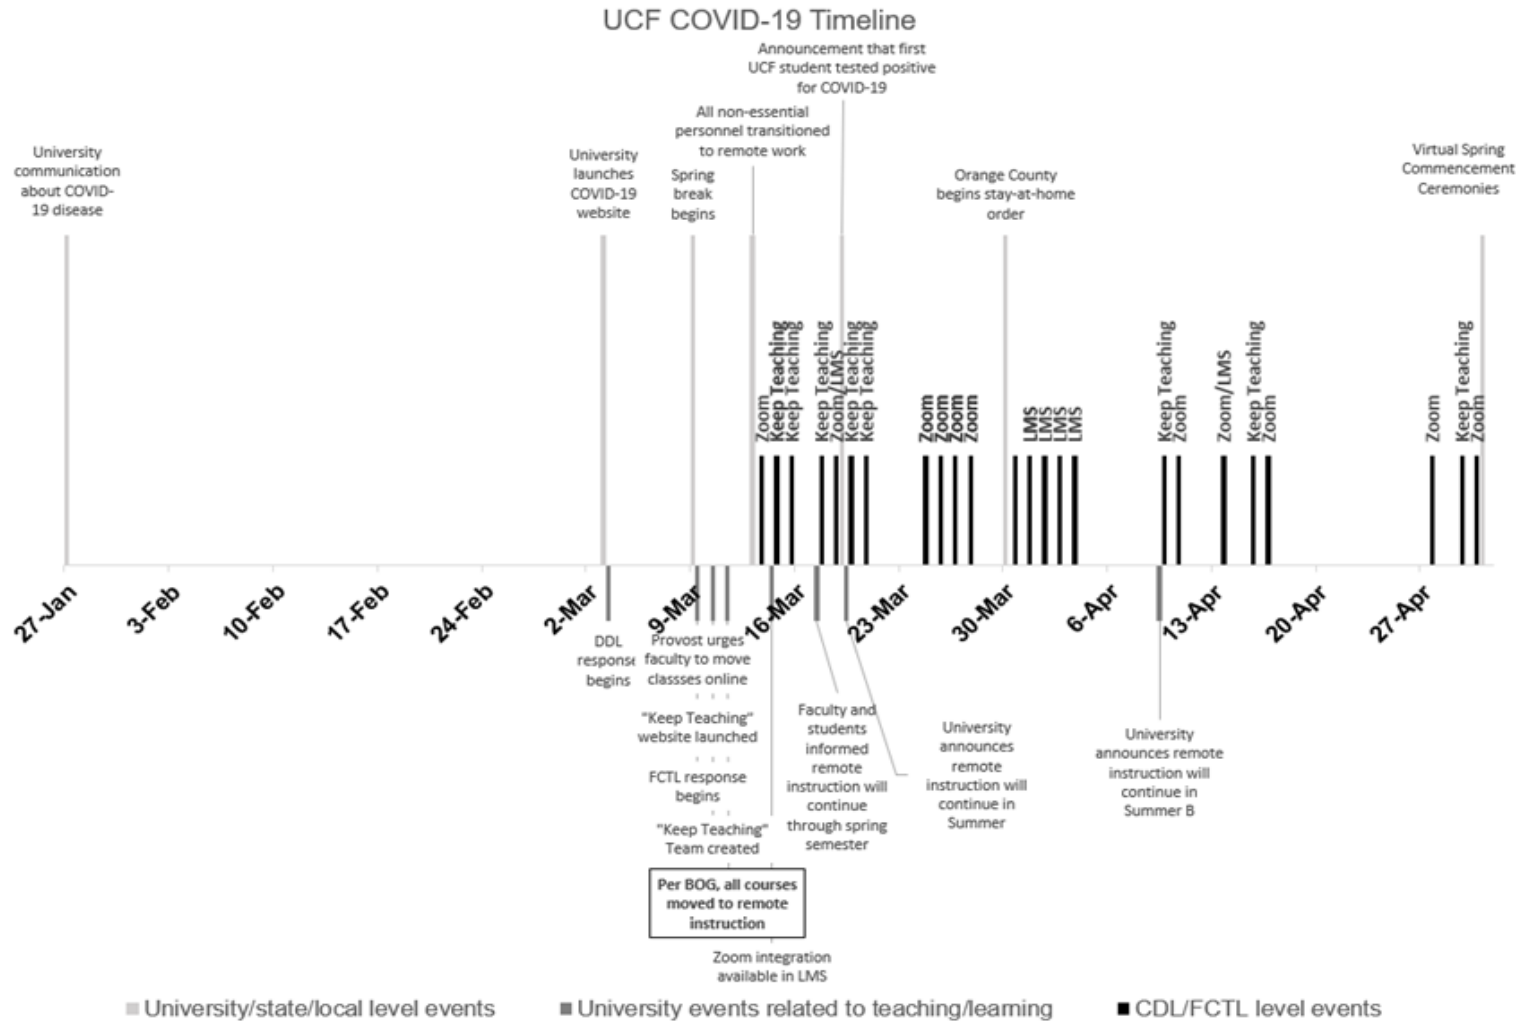 UCF COVID-19 Timeline
Announcement that first
UCF student tested positive
for COVID-19
All non-essential
personnel transitioned
to remote work
University
communication
about COVID-
19 disease
University
launches
COVID-19
website
Spring
break
begins
Orange County
begins stay-at-home
order
Virtual Spring
Commencement
Ceremonies
Zoom
Keep Teaching
Keep Teaching
Keep Teaching
Zoom/LMS
Keep Teaching
Keep Teaching
Zoom
Zoom
Zoom
Zoom
LMS
LMS
LMS
LMS
Keep Teaching
Zoom
Zoom/LMS
Keep Teaching
Zoom
Zoom
Keep Teaching
Zoom
27-Jan
3-Feb
10-Feb
17-Feb
24-Feb
2-Mar
9-Mar
16-Mar
23-Mar
30-Mar
6-Apr
13-Apr
20-Apr
27-Apr
DDL
response
begins
Provost urges
faculty to move
classses online
"Keep Teaching"
website launched
FCTL response
begins
"Keep Teaching"
Team created
Per BOG, all courses
moved to remote
instruction
Zoom integration
available in LMS
Faculty and
students
informed
remote
instruction will
continue
through spring
semester
University
announces
remote
instruction will
continue in
Summer
University
announces remote
instruction will
continue in
Summer B
University/state/local level events
University events related to teaching/learning
CDL/FCTL level events